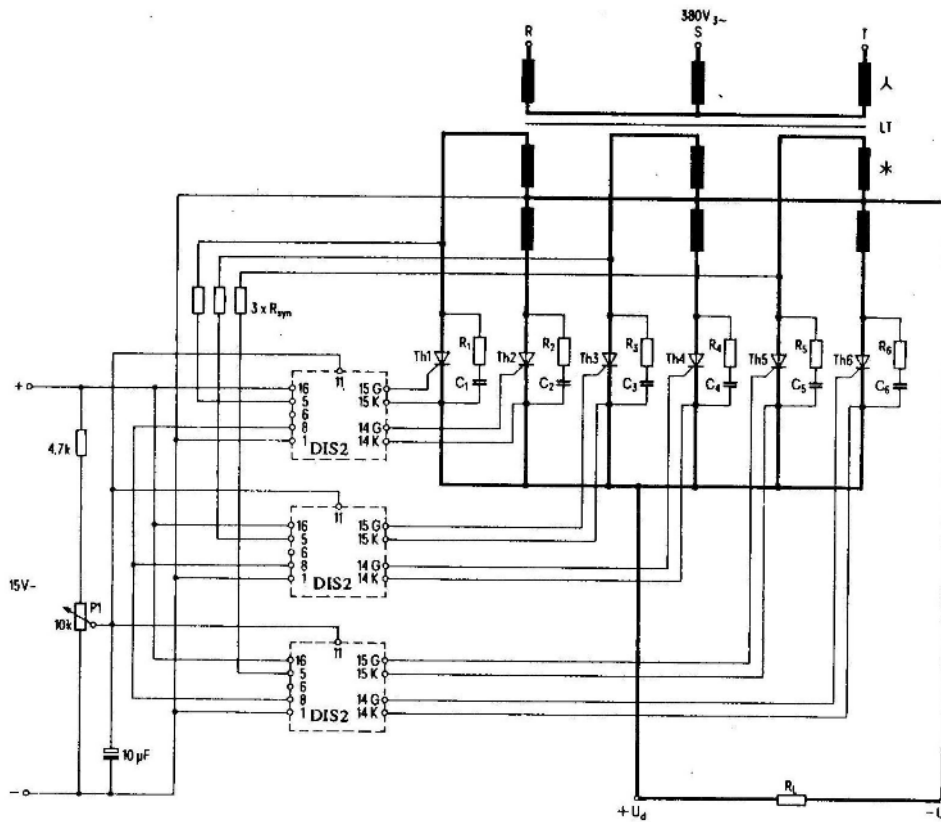 380V 3~
R S T
LT
3 x Rsyn
Th1 R1 C1
Th2 R2 C2
Th3 R3 C3
Th4 R4 C4
Th5 R5 C5
Th6 R6 C6
+
4,7k
11
16 15 G
5 15 K
6
8 14 G
1 14 K
DIS2
11
16 15 G
5 15 K
6
8 14 G
1 14 K
DIS2
15V-
P1
10k
11
16 15 G
5 15 K
6
8 14 G
1 14 K
DIS2
10 µF
-
RL
+Ud